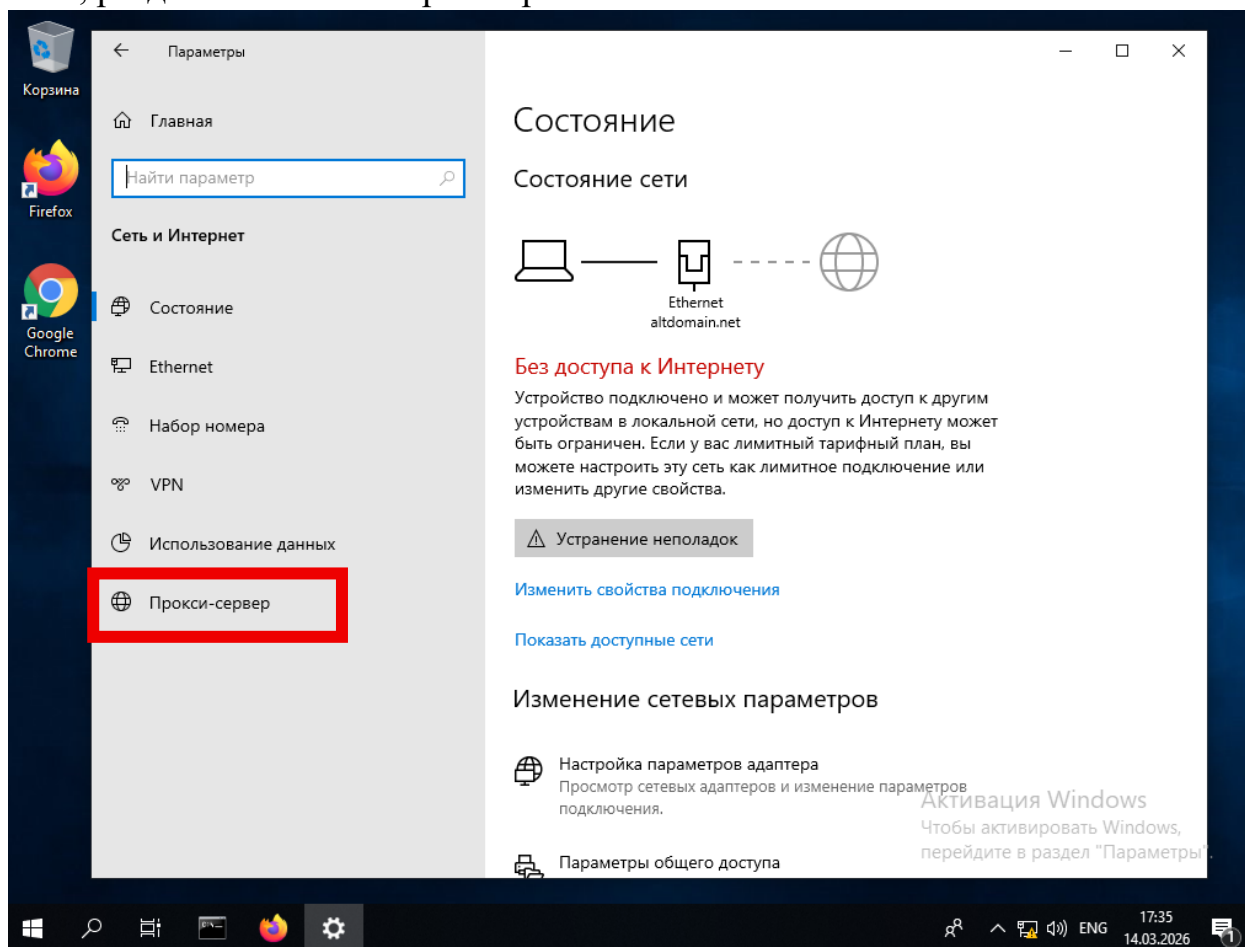 Корзина
Firefox
Google
Chrome
Параметры
Главная
Найти параметр
Сеть и Интернет
Состояние
Ethernet
Набор номера
VPN
Использование данных
Прокси-сервер
Состояние
Состояние сети
Ethernet
altdomain.net
Без доступа к Интернету
Устройство подключено и может получить доступ к другим
устройствам в локальной сети, но доступ к Интернету может
быть ограничен. Если у вас лимитный тарифный план, вы
можете настроить эту сеть как лимитное подключение или
изменить другие свойства.
Устранение неполадок
Изменить свойства подключения
Показать доступные сети
Изменение сетевых параметров
Настройка параметров адаптера
Просмотр сетевых адаптеров и изменение параметров
подключения.
Параметры общего доступа
Активация Windows
Чтобы активировать Windows,
перейдите в раздел "Параметры".
ENG
17:35
14.03.2026
1